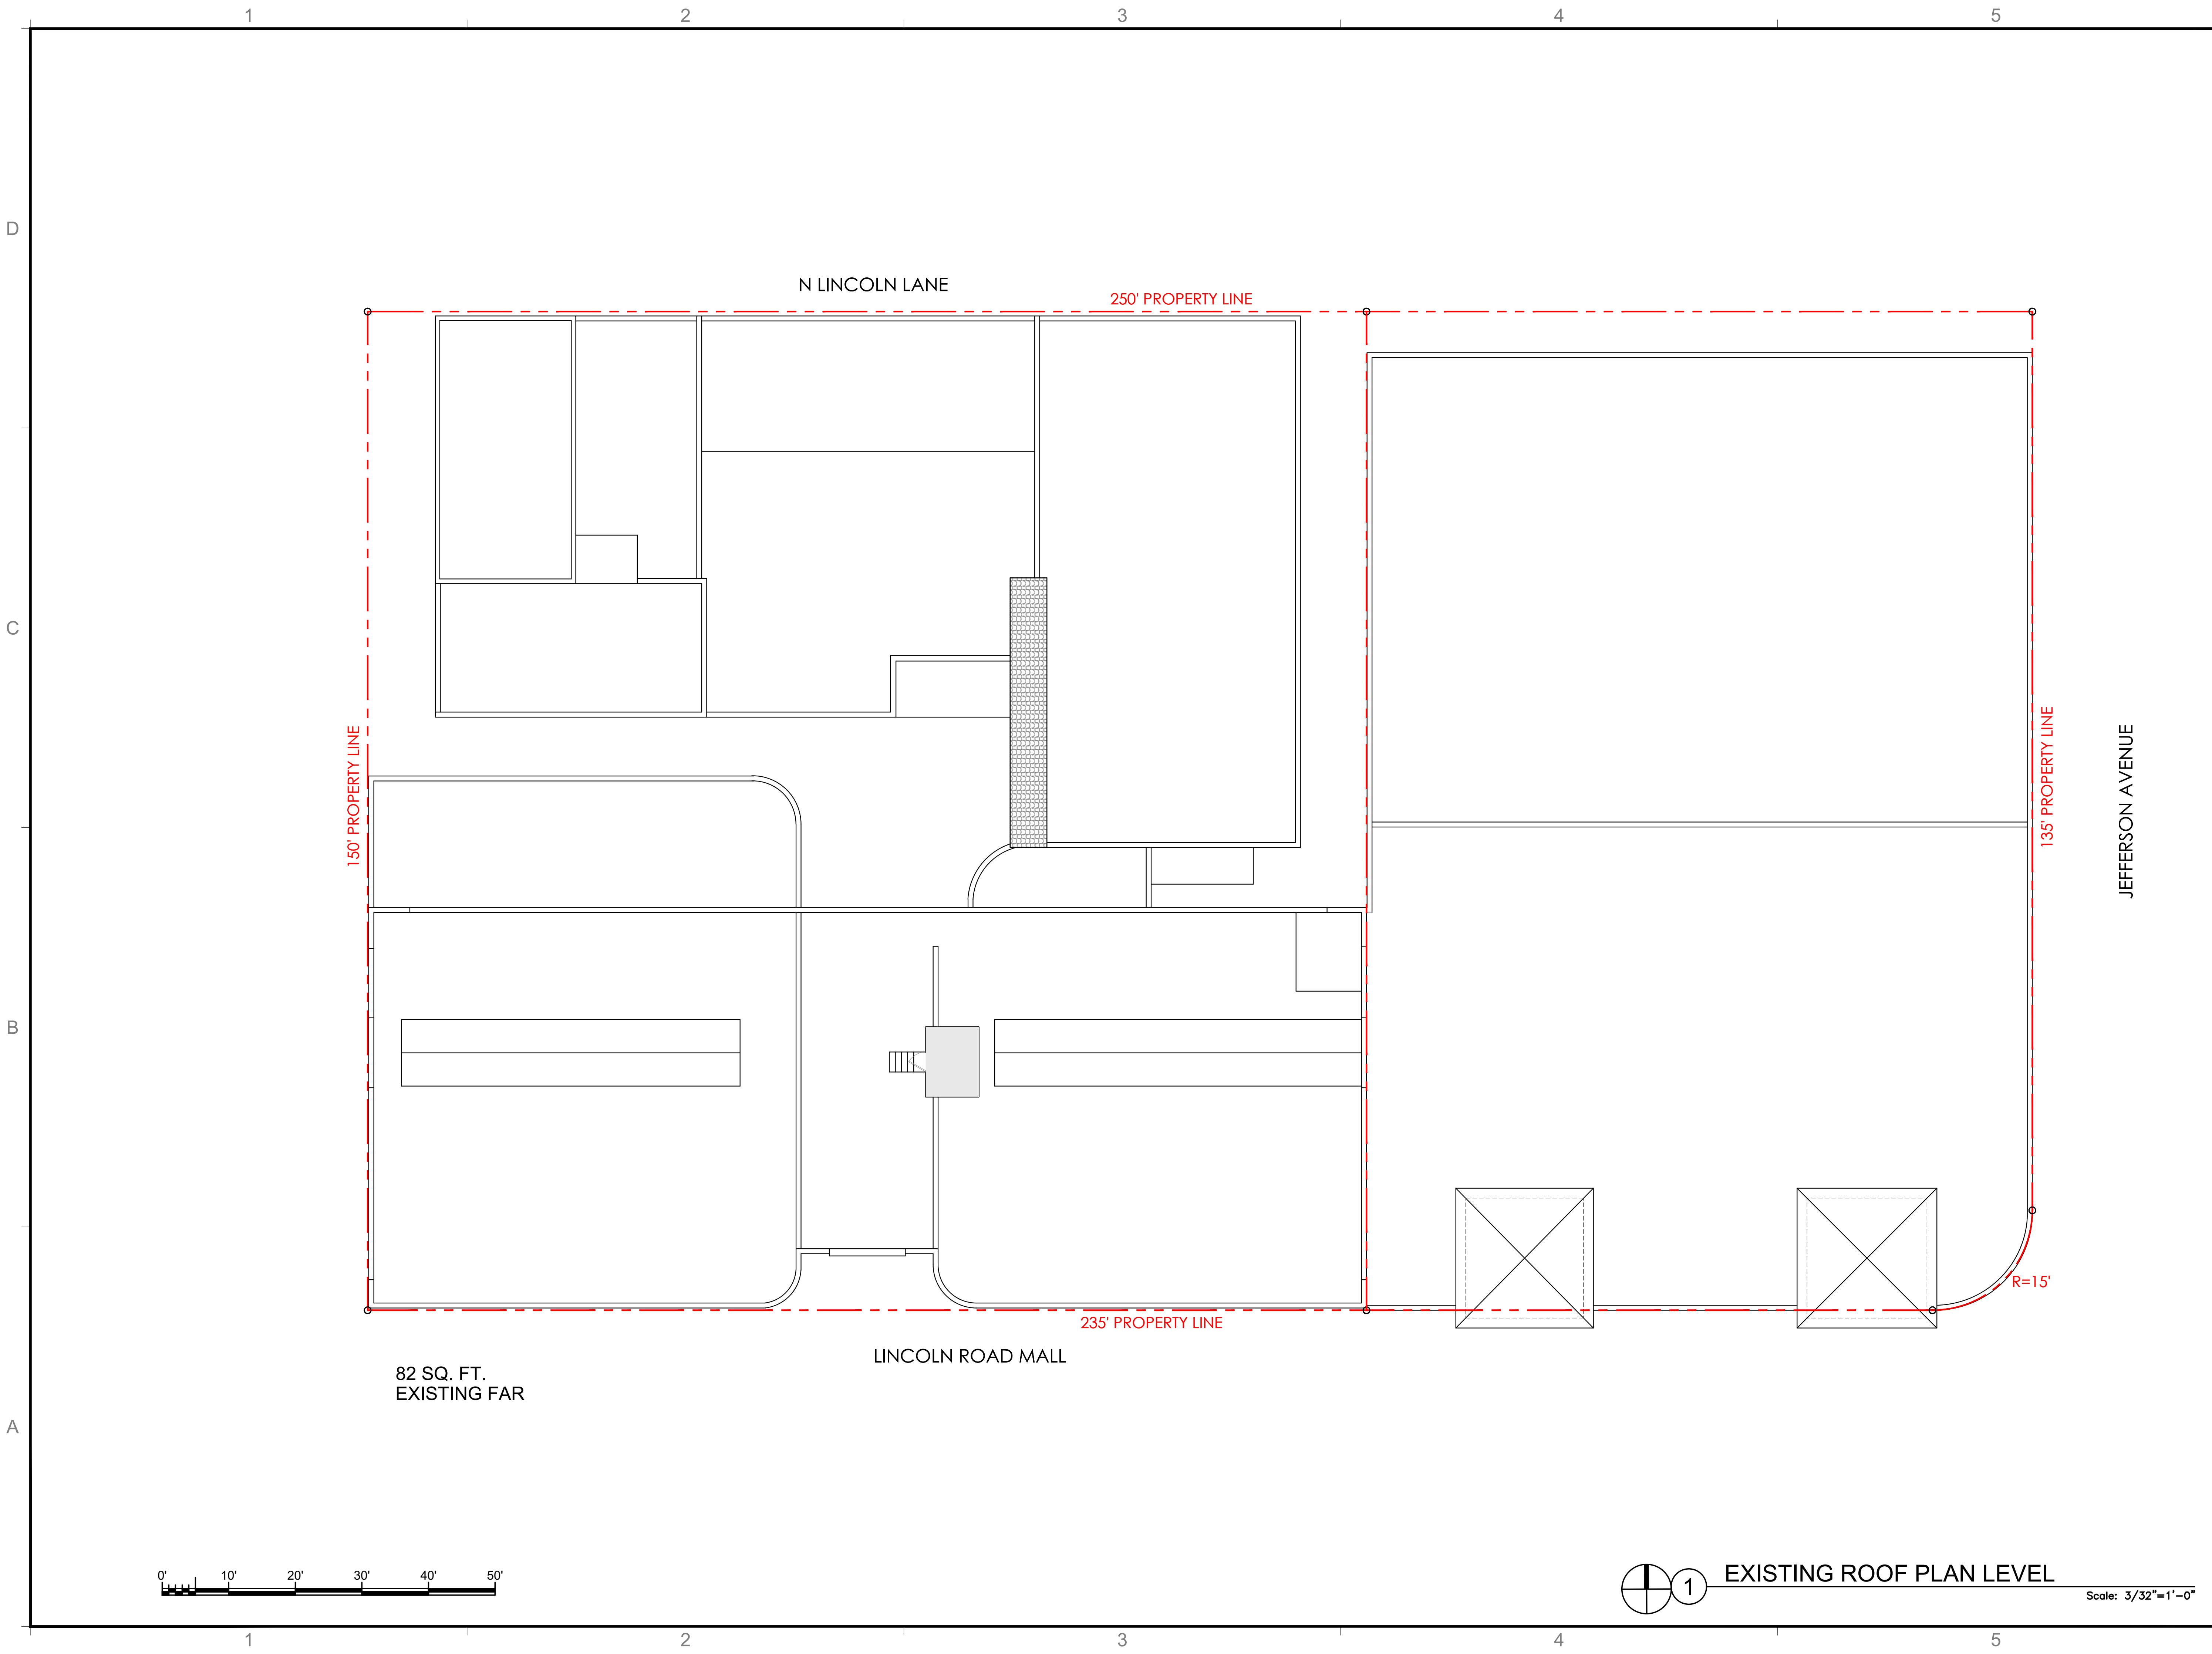 1 2 3 4 5
D
N LINCOLN LANE
250' PROPERTY LINE
C
150' PROPERTY LINE
135' PROPERTY LINE
JEFFERSON AVENUE
B
R=15'
235' PROPERTY LINE
LINCOLN ROAD MALL
82 SQ. FT.
EXISTING FAR
A
0' 10' 20' 30' 40' 50'
1 EXISTING ROOF PLAN LEVEL
Scale: 3/32"=1'-0"
1 2 3 4 5